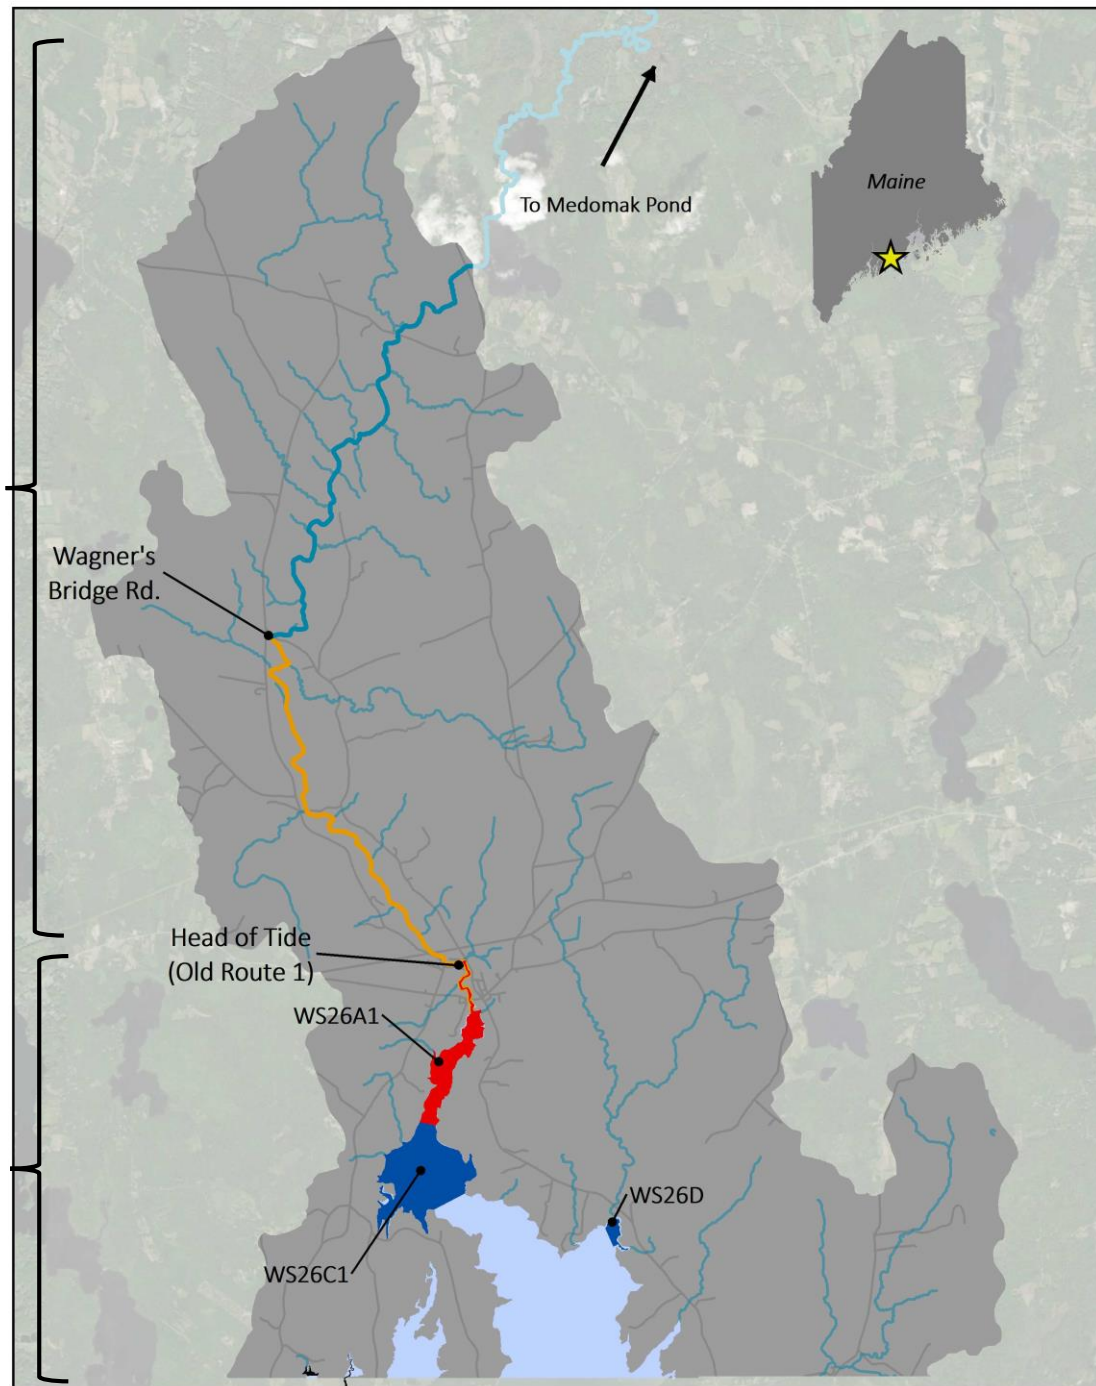 Maine
To Medomak Pond
Wagner's
Bridge Rd.
Head of Tide
(Old Route 1)
WS26A1
WS26D
WS26C1